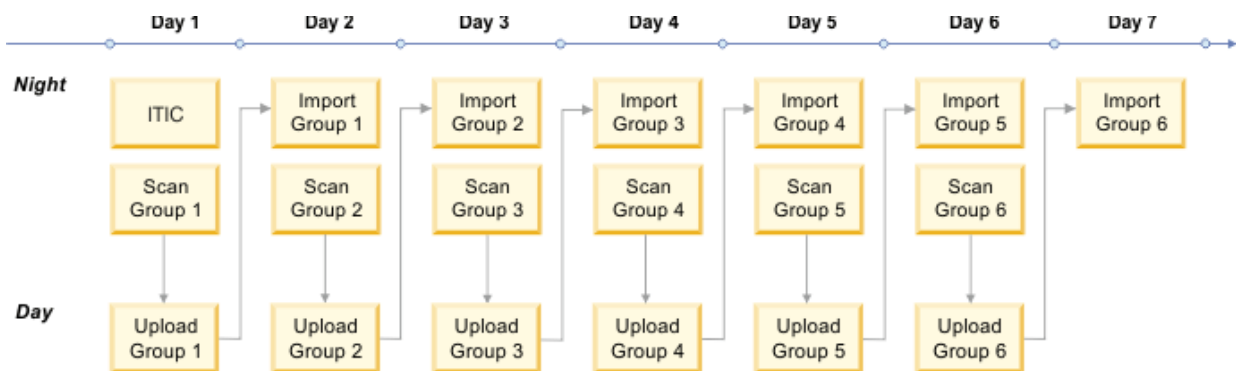 Day 1 Day 2 Day 3 Day 4 Day 5 Day 6 Day 7
Night
ITIC
Import
Group 1
Import
Group 2
Import
Group 3
Import
Group 4
Import
Group 5
Import
Group 6
Scan
Group 1
Scan
Group 2
Scan
Group 3
Scan
Group 4
Scan
Group 5
Scan
Group 6
Day
Upload
Group 1
Upload
Group 2
Upload
Group 3
Upload
Group 4
Upload
Group 5
Upload
Group 6